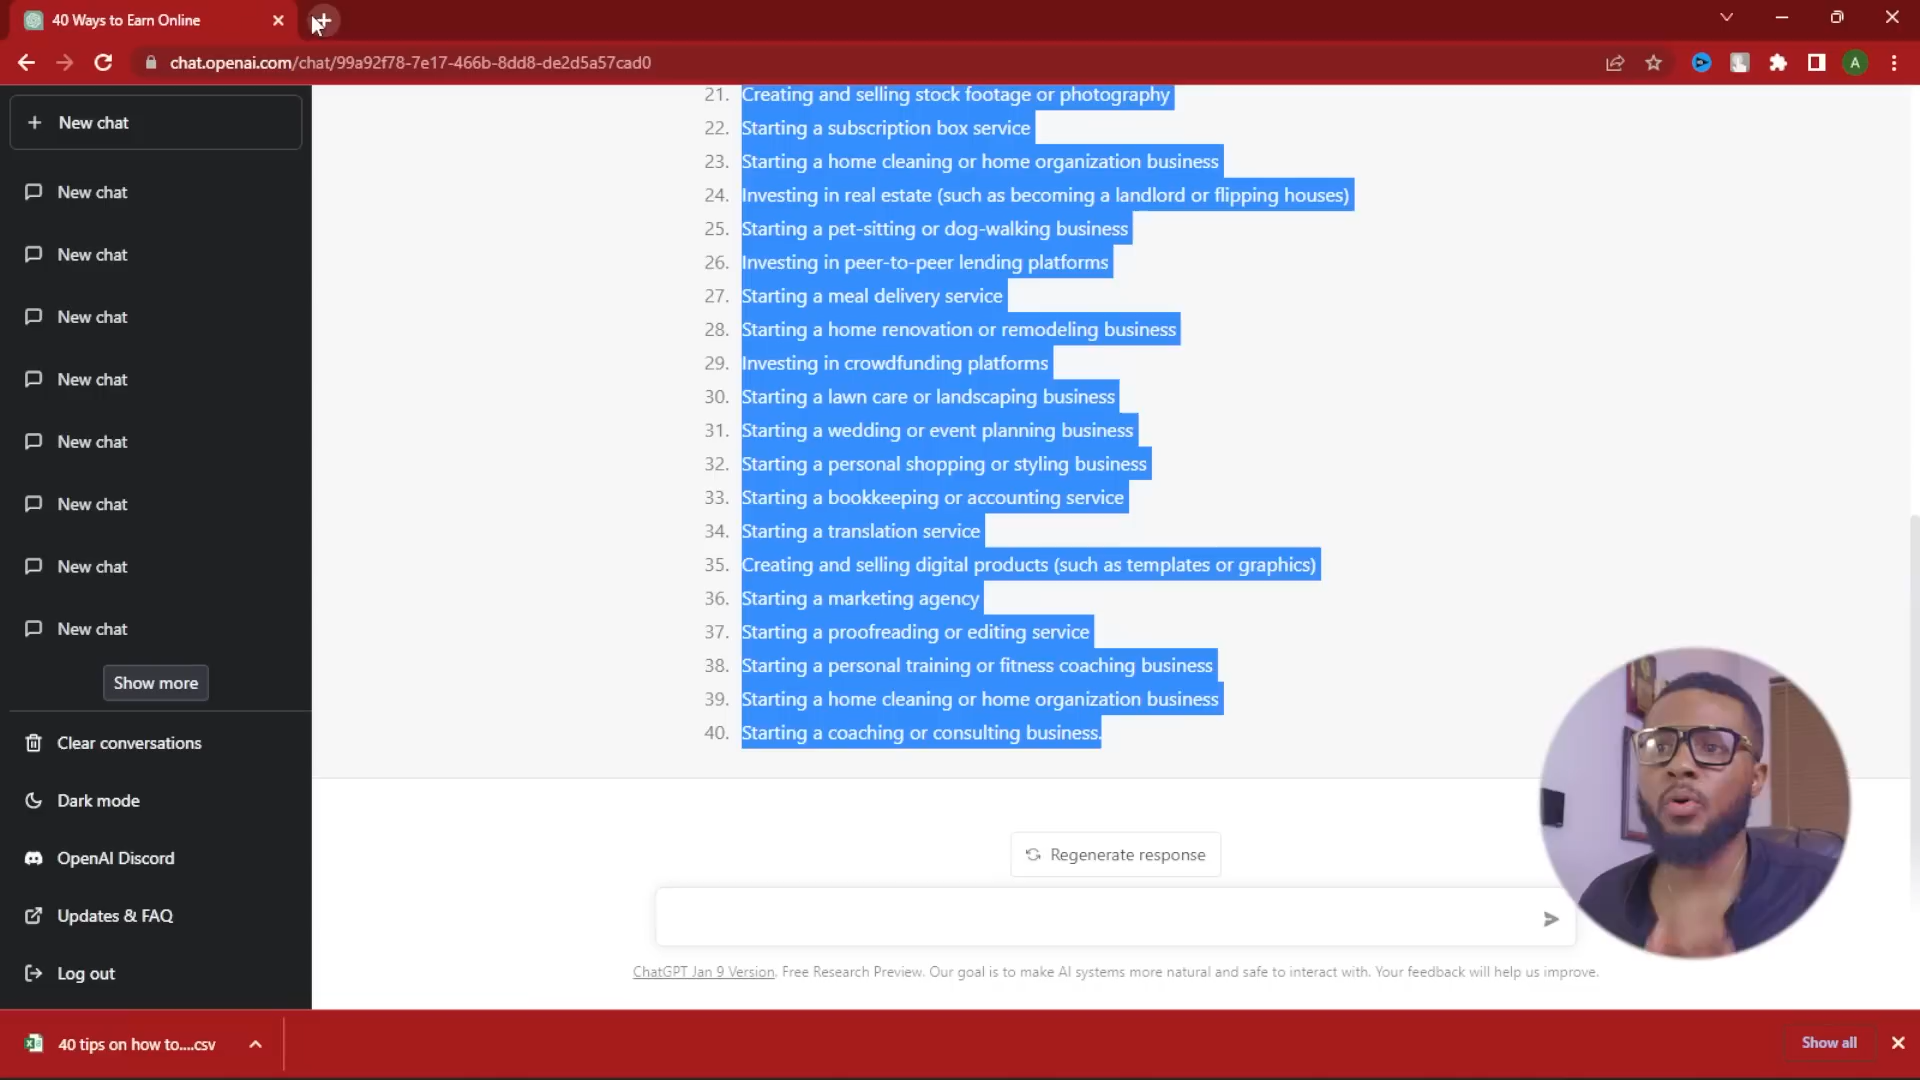 40 Ways to Earn Online
chat.openai.com/chat/99a92f78-7e17-466b-8dd8-de2d5a57cad0
A
New chat
New chat
New chat
New chat
New chat
New chat
New chat
New chat
New chat
Show more
Clear conversations
Dark mode
OpenAI Discord
Updates & FAQ
Log out
21. Creating and selling stock footage or photography
22. Starting a subscription box service
23. Starting a home cleaning or home organization business
24. Investing in real estate (such as becoming a landlord or flipping houses)
25. Starting a pet-sitting or dog-walking business
26. Investing in peer-to-peer lending platforms
27. Starting a meal delivery service
28. Starting a home renovation or remodeling business
29. Investing in crowdfunding platforms
30. Starting a lawn care or landscaping business
31. Starting a wedding or event planning business
32. Starting a personal shopping or styling business
33. Starting a bookkeeping or accounting service
34. Starting a translation service
35. Creating and selling digital products (such as templates or graphics)
36. Starting a marketing agency
37. Starting a proofreading or editing service
38. Starting a personal training or fitness coaching business
39. Starting a home cleaning or home organization business
40. Starting a coaching or consulting business.
Regenerate response
ChatGPT Jan 9 Version. Free Research Preview. Our goal is to make AI systems more natural and safe to interact with. Your feedback will help us improve.
40 tips on how to....csv
Show all